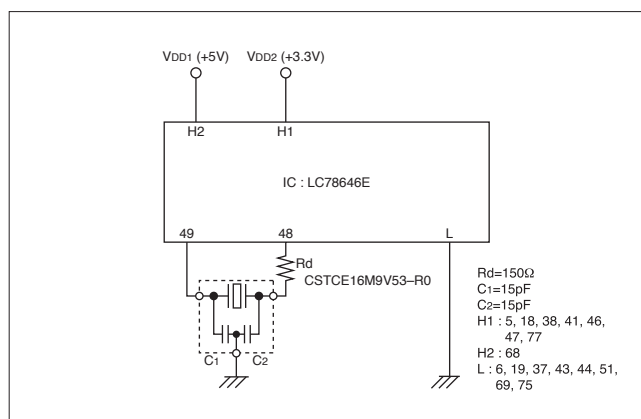 VDD1 (+5V) VDD2 (+3.3V)
H2 H1
IC : LC78646E
49 48 L
Rd
CSTCE16M9V53–R0
C1 C2
Rd=150Ω
C1=15pF
C2=15pF
H1 : 5, 18, 38, 41, 46,
47, 77
H2 : 68
L : 6, 19, 37, 43, 44, 51,
69, 75